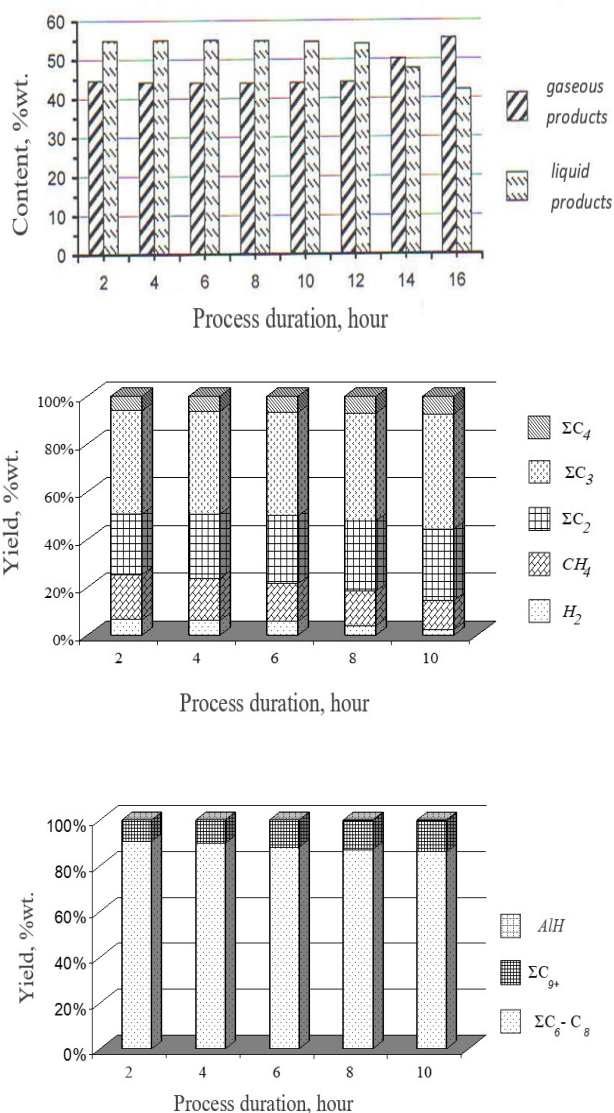 60
50
40
30
20
10
0
Content, %wt.
2 4 6 8 10 12 14 16
Process duration, hour
gaseous
products
liquid
products
100%
80%
60%
40%
20%
0%
Yield, %wt.
2 4 6 8 10
Process duration, hour
ΣC4
ΣC3
ΣC2
CH4
H2
100%
80%
60%
40%
20%
0%
Yield, %wt.
2 4 6 8 10
Process duration, hour
AlH
ΣC9+
ΣC6- C8